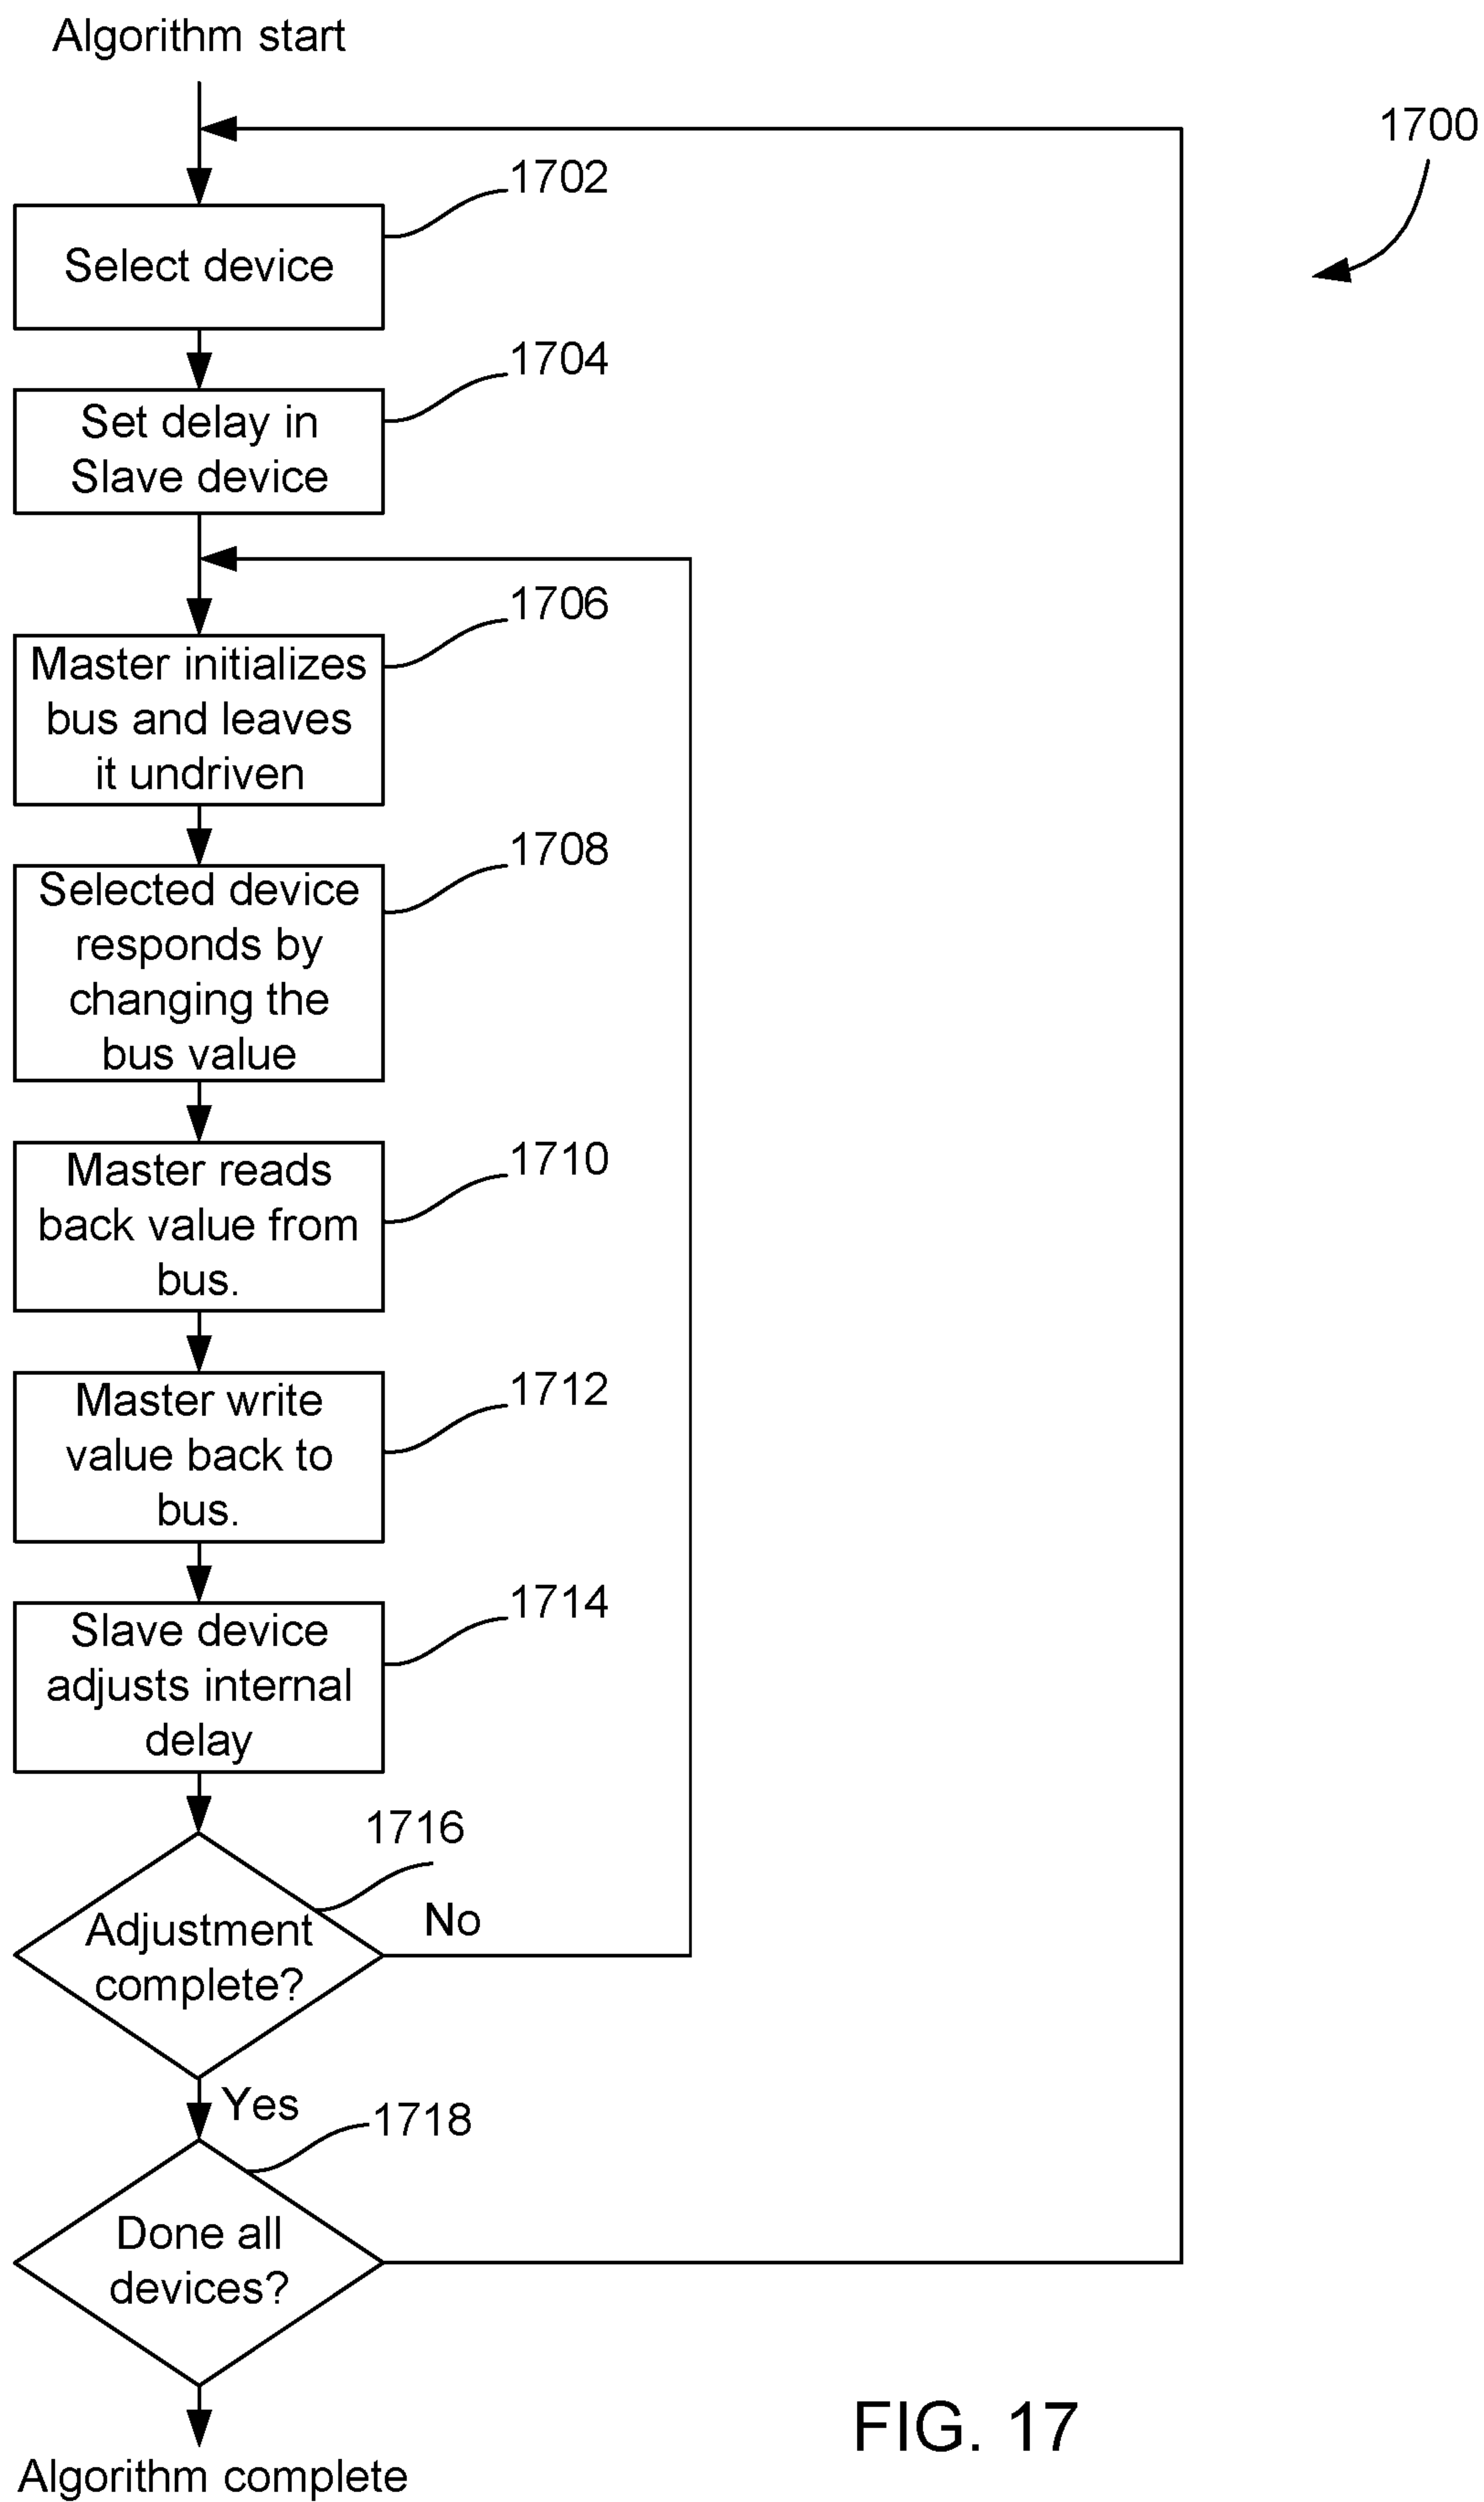 Algorithm start
1700
1702
Select device
1704
Set delay in
Slave device
1706
Master initializes
bus and leaves
it undriven
1708
Selected device
responds by
changing the
bus value
1710
Master reads
back value from
bus.
1712
Master write
value back to
bus.
1714
Slave device
adjusts internal
delay
1716
No
Adjustment
complete?
Yes
1718
Done all
devices?
FIG. 17
Algorithm complete